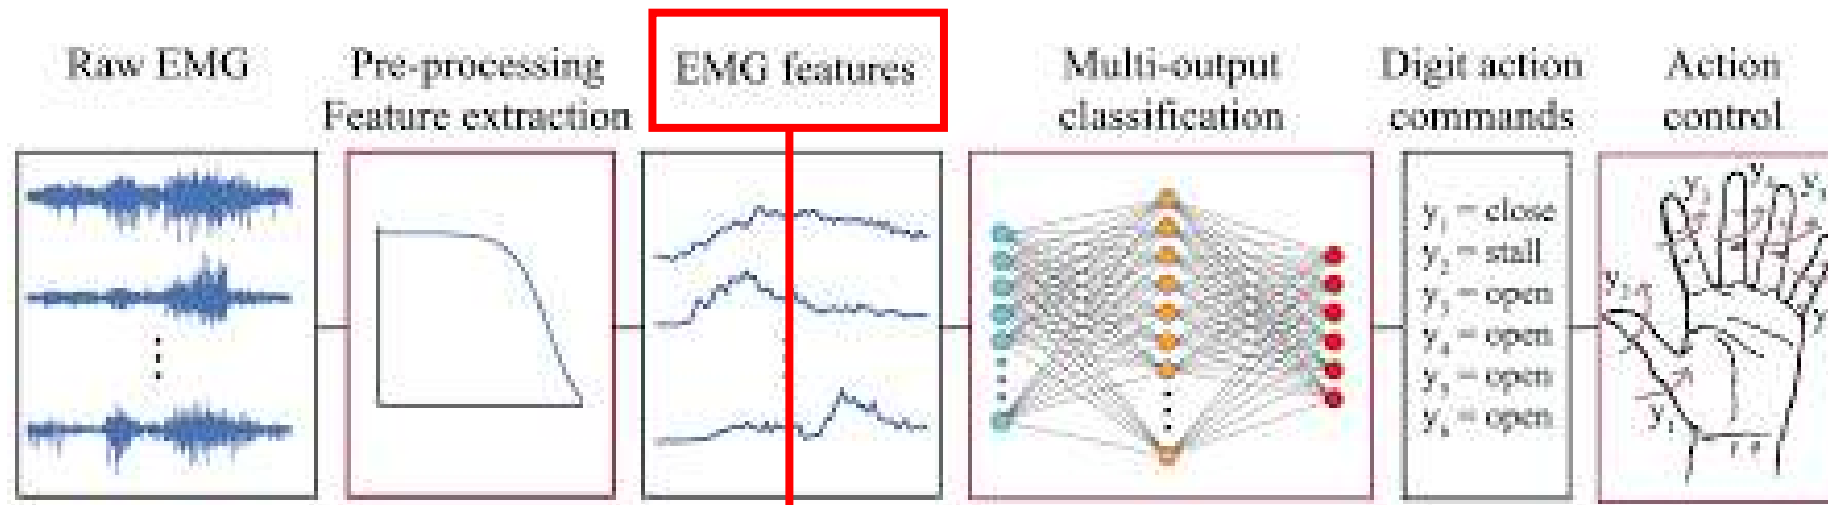 Raw EMG
Pre-processing
Feature extraction
EMG features
Multi-output
classification
Digit action
commands
Action
control
y₁ = close
y₂ = stall
y₃ = open
y₄ = open
y₅ = open
y₆ = open